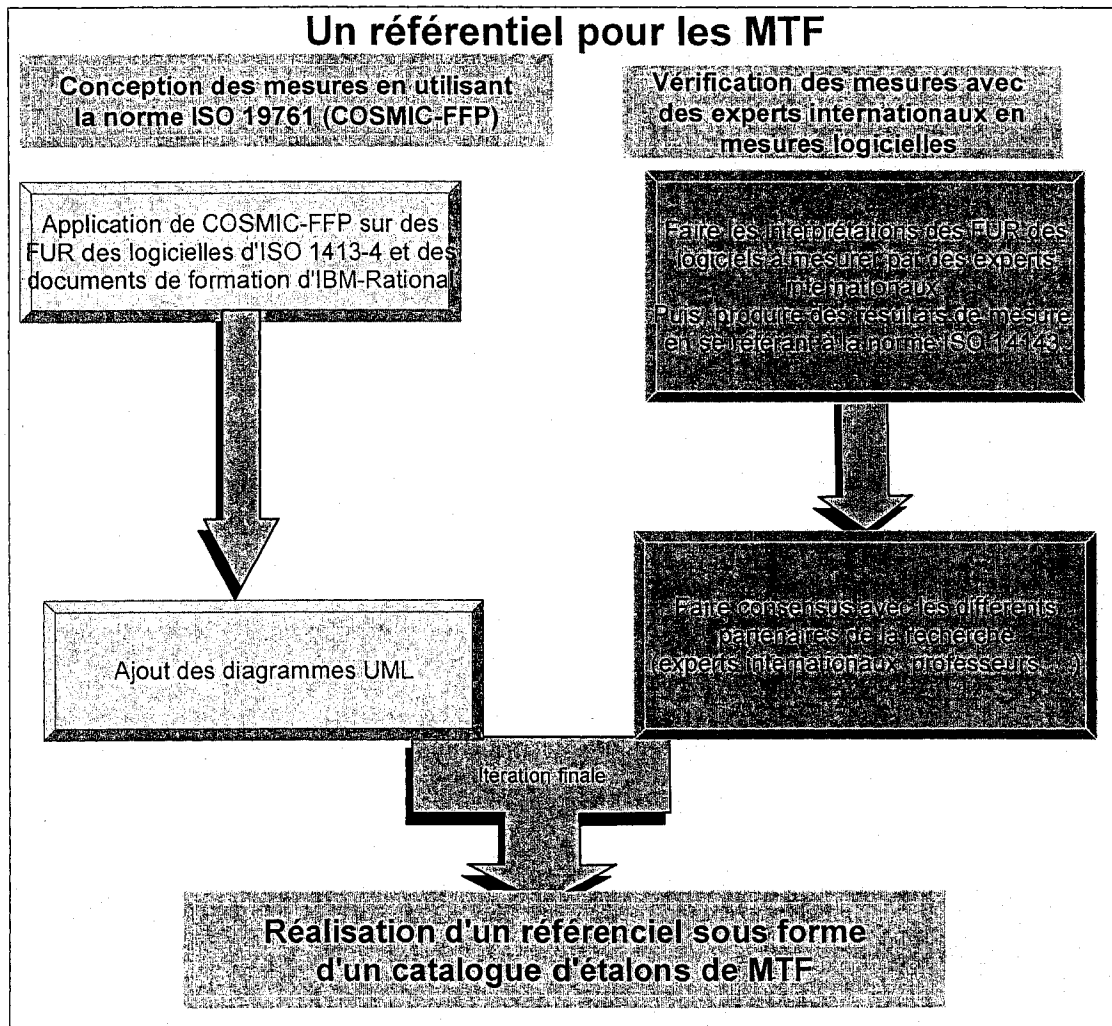 Un référentiel pour les MTF
Conception des mesures en utilisant
la norme ISO 19761 (COSMIC-FFP)
Vérification des mesures avec
des experts internationaux en
mesures logicielles
Application de COSMIC-FFP sur des
FUR des logicielles d'ISO 1413-4 et des
documents de formation d'IBM-Rational
Faire les interprétations des FUR des
logiciels à mesurer par des experts
internationaux
Puis produire des résultats de mesure
en se référant à la norme ISO 14143
Ajout des diagrammes UML
Faire consensus avec les différents
partenaires de la recherche
(experts internationaux, professeurs, ...)
Itération finale
Réalisation d'un référenciel sous forme
d'un catalogue d'étalons de MTF